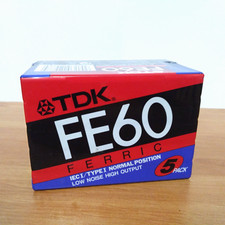 TDK
FE60
FERRIC
IEC I/TYPE I NORMAL POSITION
LOW NOISE HIGH OUTPUT
5 PACK